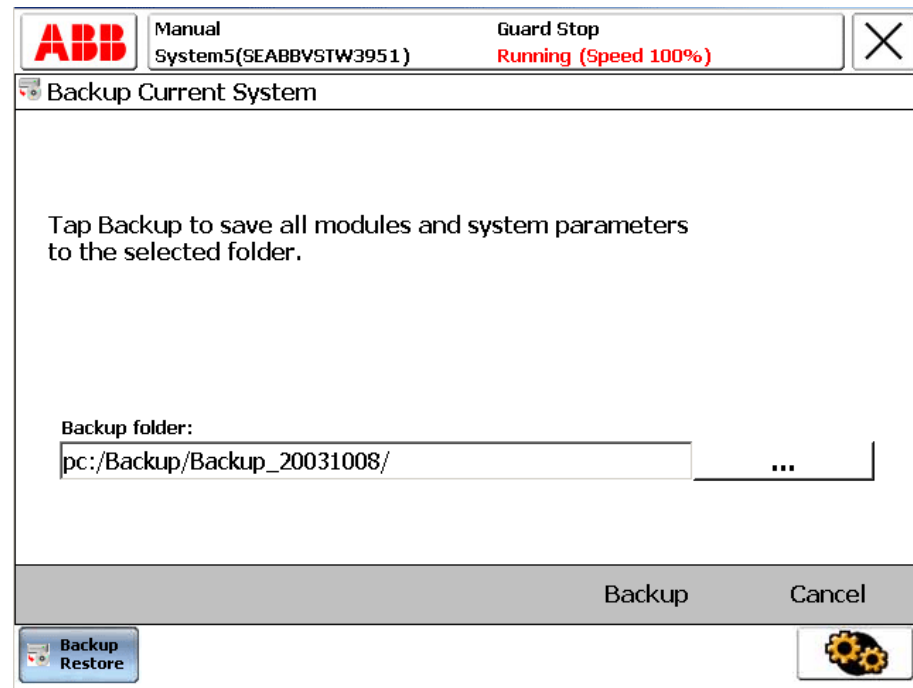 ABB
Manual
Guard Stop
System5(SEABBVSTW3951)
Running (Speed 100%)
Backup Current System
Tap Backup to save all modules and system parameters
to the selected folder.
Backup folder:
pc:/Backup/Backup_20031008/
...
Backup
Cancel
Backup
Restore